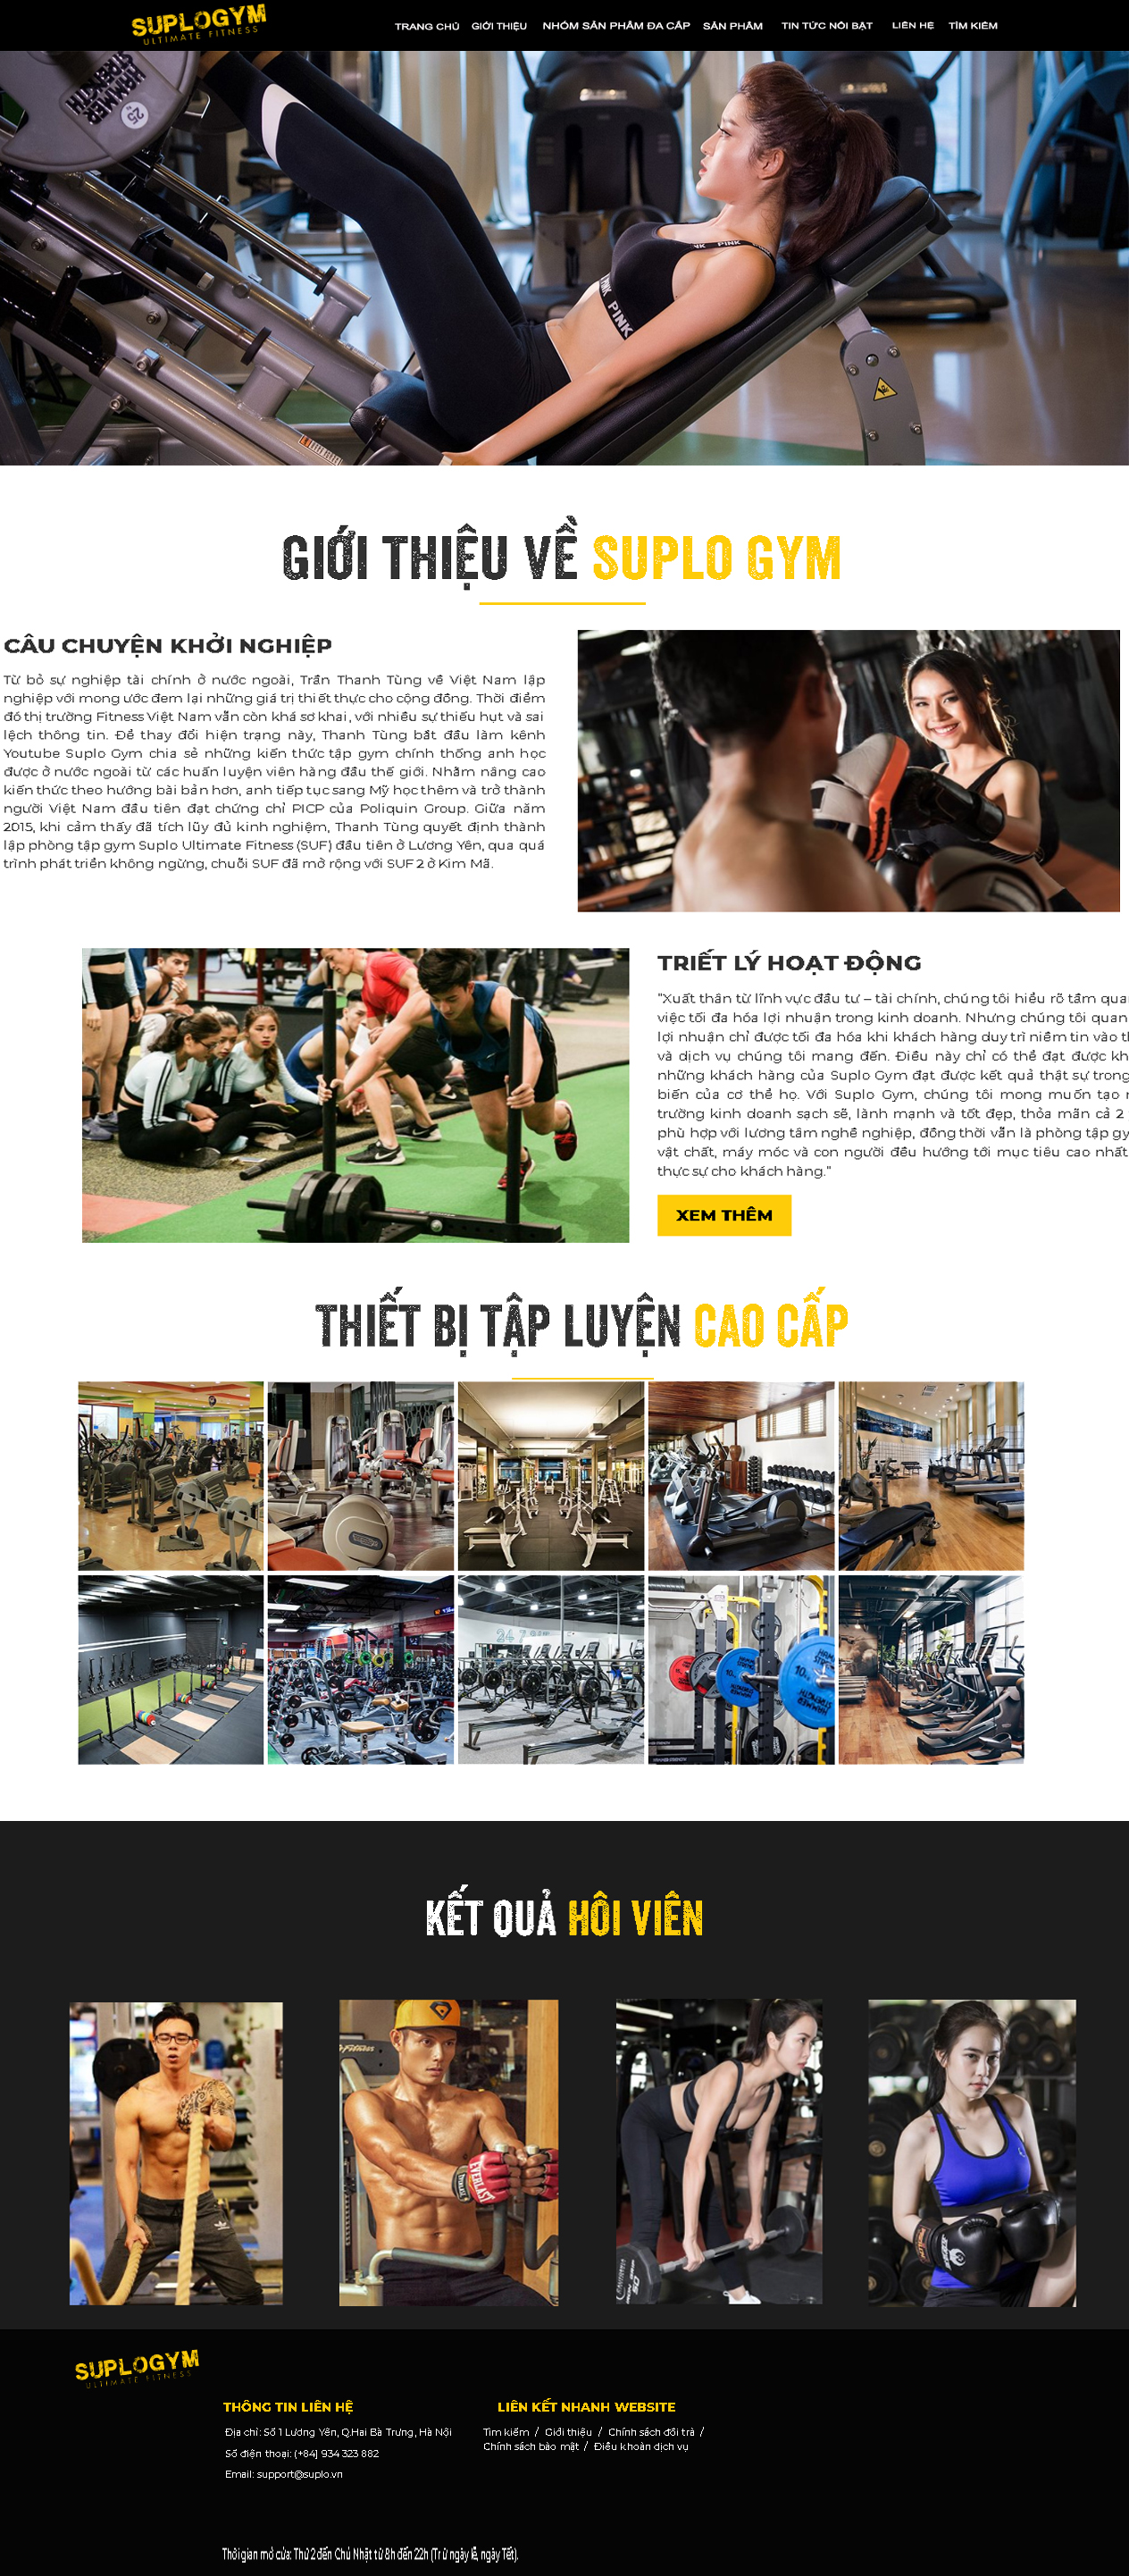 SUPLOGYM
ULTIMATE FITNESS
TRANG CHỦ GIỚI THIỆU NHÓM SẢN PHẨM ĐA CẤP SẢN PHẨM TIN TỨC NỔI BẬT LIÊN HỆ TÌM KIẾM
HAMMER
STRENGTH
25
PINK
PINK
PINK
GIỚI THIỆU VỀ SUPLO GYM
CÂU CHUYỆN KHỞI NGHIỆP
Từ bỏ sự nghiệp tài chính ở nước ngoài, Trần Thanh Tùng về Việt Nam lập
nghiệp với mong ước đem lại những giá trị thiết thực cho cộng đồng. Thời điểm
đó thị trường Fitness Việt Nam vẫn còn khá sơ khai, với nhiều sự thiếu hụt và sai
lệch thông tin. Để thay đổi hiện trạng này, Thanh Tùng bắt đầu làm kênh
Youtube Suplo Gym chia sẻ những kiến thức tập gym chính thống anh học
được ở nước ngoài từ các huấn luyện viên hàng đầu thế giới. Nhằm nâng cao
kiến thức theo hướng bài bản hơn, anh tiếp tục sang Mỹ học thêm và trở thành
người Việt Nam đầu tiên đạt chứng chỉ PICP của Poliquin Group. Giữa năm
2015, khi cảm thấy đã tích lũy đủ kinh nghiệm, Thanh Tùng quyết định thành
lập phòng tập gym Suplo Ultimate Fitness (SUF) đầu tiên ở Lương Yên, qua quá
trình phát triển không ngừng, chuỗi SUF đã mở rộng với SUF 2 ở Kim Mã.
TRIẾT LÝ HOẠT ĐỘNG
"Xuất thân từ lĩnh vực đầu tư – tài chính, chúng tôi hiểu rõ tầm qua
việc tối đa hóa lợi nhuận trong kinh doanh. Nhưng chúng tôi quan
lợi nhuận chỉ được tối đa hóa khi khách hàng duy trì niềm tin vào t
và dịch vụ chúng tôi mang đến. Điều này chỉ có thể đạt được kh
những khách hàng của Suplo Gym đạt được kết quả thật sự trong
biến của cơ thể họ. Với Suplo Gym, chúng tôi mong muốn tạo
trường kinh doanh sạch sẽ, lành mạnh và tốt đẹp, thỏa mãn cả 2
phù hợp với lương tâm nghề nghiệp, đồng thời vẫn là phòng tập gy
vật chất, máy móc và con người đều hướng tới mục tiêu cao nhất
thực sự cho khách hàng."
XEM THÊM
THIẾT BỊ TẬP LUYỆN CAO CẤP
KẾT QUẢ HÔI VIÊN
EVERLAST
SUPLOGYM
ULTIMATE FITNESS
THÔNG TIN LIÊN HỆ
Địa chỉ: Số 1 Lương Yên, Q.Hai Bà Trưng, Hà Nội
Số điện thoại: (+84) 934 323 882
Email: support@suplo.vn
LIÊN KẾT NHANH WEBSITE
Tìm kiếm / Giới thiệu / Chính sách đổi trả /
Chính sách bảo mật / Điều khoản dịch vụ
Thời gian mở cửa: Thứ 2 đến Chủ Nhật từ 8h đến 22h (Trừ ngày lễ, ngày Tết).